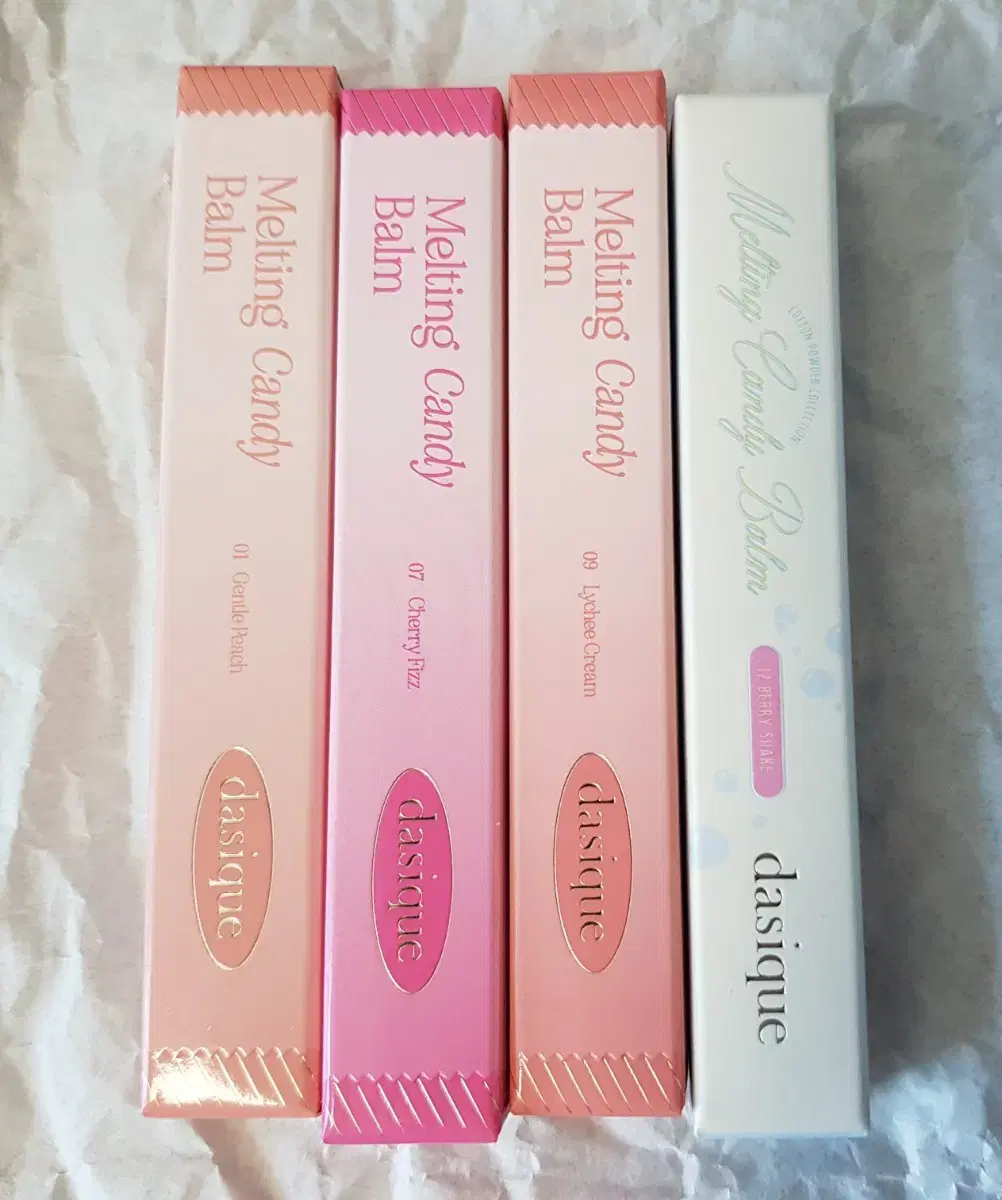 Melting Candy
Balm
01 Gentle Peach
dasique
Melting Candy
Balm
07 Cherry Fizz
dasique
Melting Candy
Balm
09 Lychee Cream
dasique
COTTON POWDER COLLECTION
Melting Candy Balm
12 BERRY SHAKE
dasique